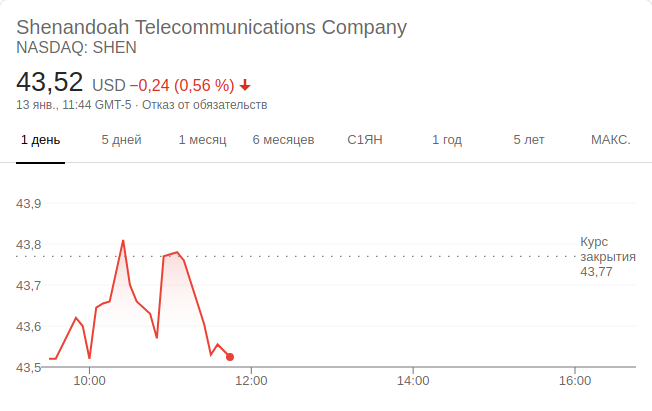 Shenandoah Telecommunications Company
NASDAQ: SHEN
43,52 USD −0,24 (0,56 %)
13 янв., 11:44 GMT-5 · Отказ от обязательств
1 день 5 дней 1 месяц 6 месяцев С1ЯН 1 год 5 лет МАКС.
43,9
43,8
43,7
43,6
43,5
Курс
закрытия
43,77
10:00 12:00 14:00 16:00